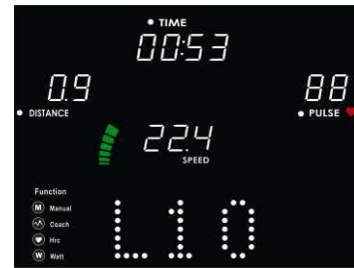 TIME
00:53
0.9
88
DISTANCE
PULSE
22.4
SPEED
Function
M Manual
Coach
Hrc
W Watt
L10